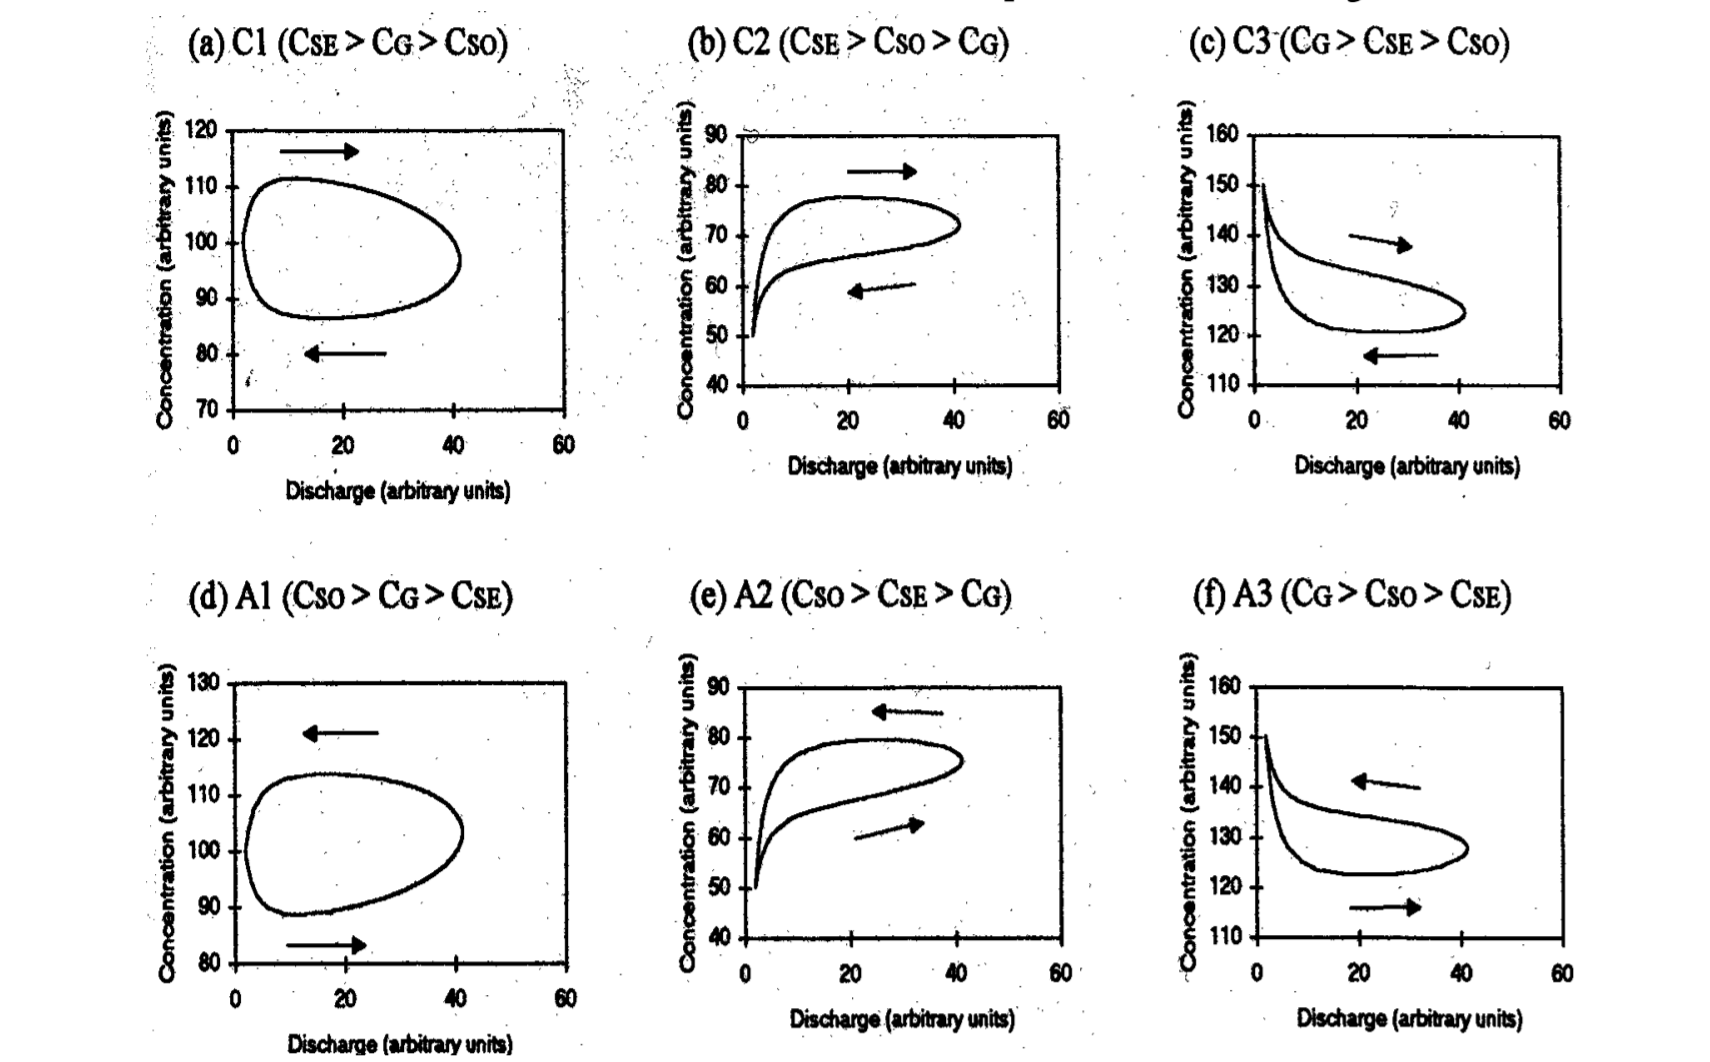 (a) C1 (CSE > CG > CSO)
(b) C2 (CSE > CSO > CG)
(c) C3 (CG > CSE > CSO)
Concentration (arbitrary units)
120
110
100
90
80
70
0 20 40 60
Discharge (arbitrary units)
Concentration (arbitrary units)
90
80
70
60
50
40
0 20 40 60
Discharge (arbitrary units)
Concentration (arbitrary units)
160
150
140
130
120
110
0 20 40 60
Discharge (arbitrary units)
(d) A1 (CSO > CG > CSE)
(e) A2 (CSO > CSE > CG)
(f) A3 (CG > CSO > CSE)
Concentration (arbitrary units)
130
120
110
100
90
80
0 20 40 60
Discharge (arbitrary units)
Concentration (arbitrary units)
90
80
70
60
50
40
0 20 40 60
Discharge (arbitrary units)
Concentration (arbitrary units)
160
150
140
130
120
110
0 20 40 60
Discharge (arbitrary units)